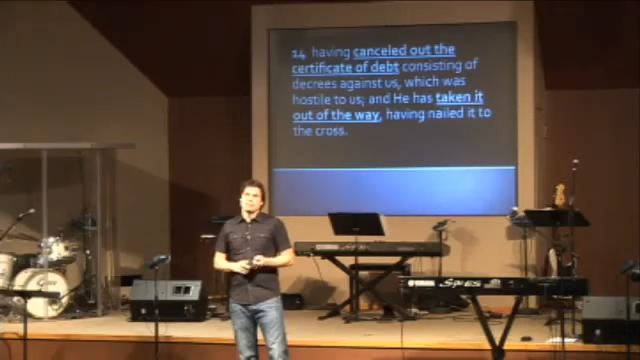 14 having canceled out the
certificate of debt consisting of
decrees against us, which was
hostile to us; and He has taken it
out of the way, having nailed it to
the cross.
YAMAHA